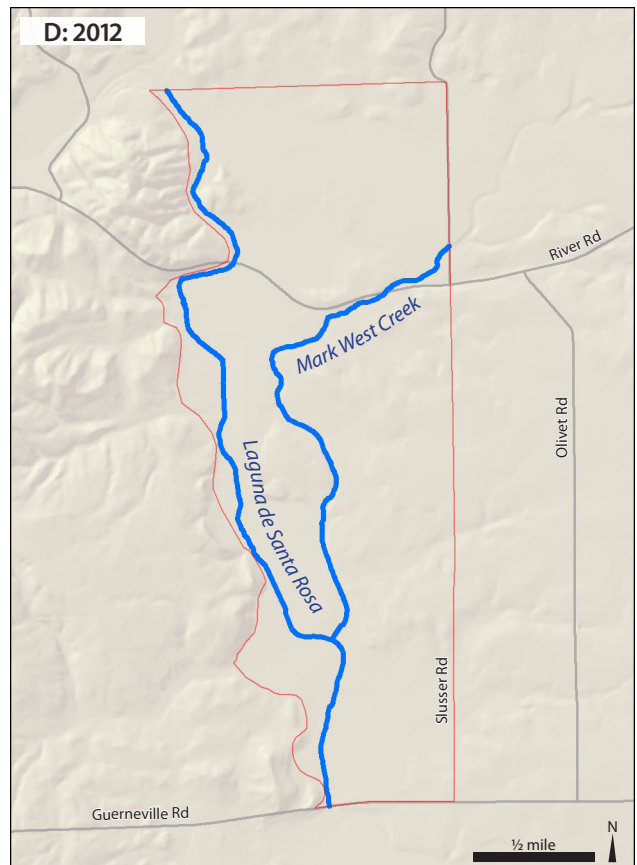 D: 2012
River Rd
Mark West Creek
Olivet Rd
Laguna de Santa Rosa
Slusser Rd
Guerneville Rd
N
½ mile